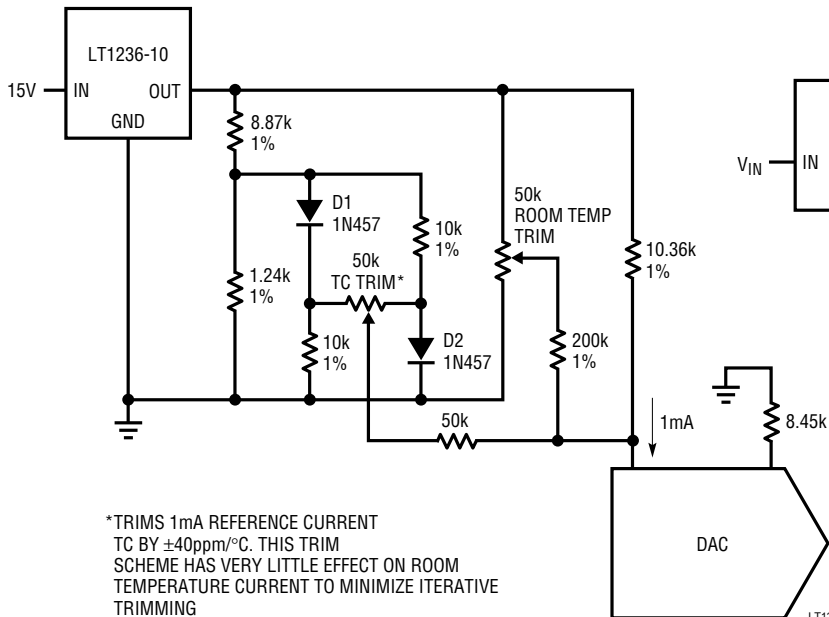 LT1236-10
15V
IN
OUT
GND
8.87k
1%
1.24k
1%
D1
1N457
50k
TC TRIM*
10k
1%
10k
1%
D2
1N457
50k
ROOM TEMP
TRIM
200k
1%
50k
10.36k
1%
VIN
IN
1mA
8.45k
DAC
*TRIMS 1mA REFERENCE CURRENT
TC BY ±40ppm/°C. THIS TRIM
SCHEME HAS VERY LITTLE EFFECT ON ROOM
TEMPERATURE CURRENT TO MINIMIZE ITERATIVE
TRIMMING